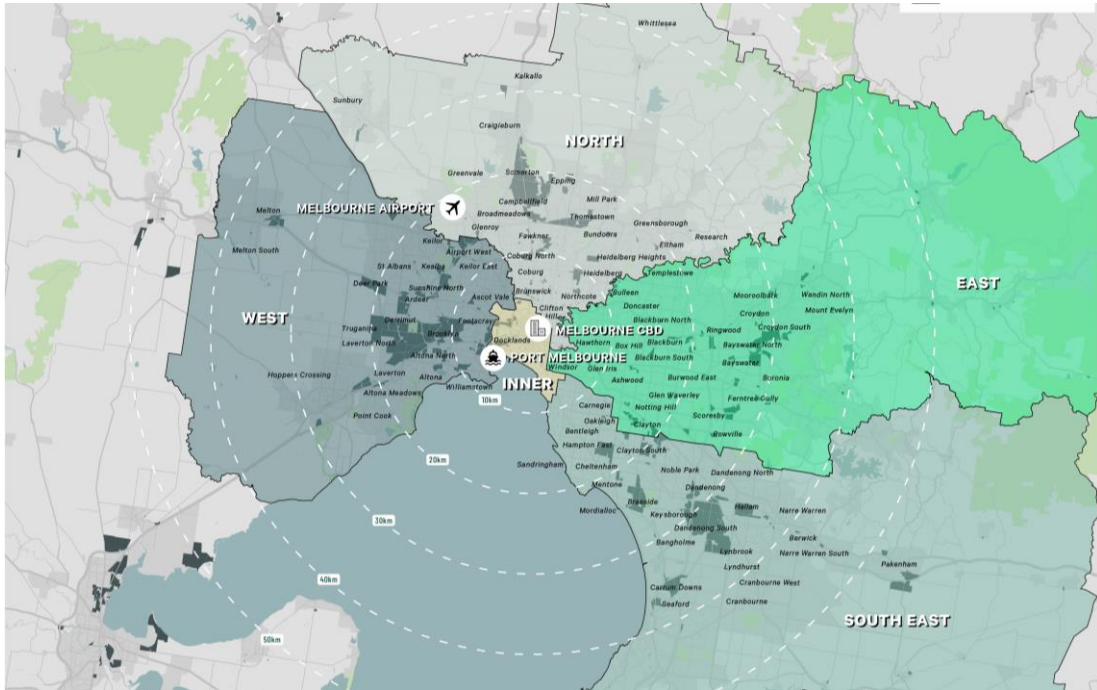 Whittlesea
Kalkallo
Sunbury
Craigieburn
NORTH
Greenvale
Somerton
Epping
Campbellfield
Mill Park
MELBOURNE AIRPORT
Broadmeadows
Thomastown
Melton
Glenroy
Greensborough
Fawkner
Bundoora
Research
Keilor
Eltham
Melton South
Airport West
Coburg North
Heidelberg Heights
St Albans
Kealba
Keilor East
Coburg
Heidelberg
Templestowe
Deer Park
Sunshine North
EAST
Brunswick
Northcote
Bulleen
Mooroolbark
Wandin North
Ardeer
Ascot Vale
Clifton
Hill
Doncaster
Croydon
Mount Evelyn
WEST
Derrimut
Footscray
Blackburn North
Truganina
Brooklyn
MELBOURNE CBD
Ringwood
Croydon South
Laverton North
Docklands
Hawthorn
Box Hill
Blackburn
Bayswater North
Altona North
PORT MELBOURNE
Blackburn South
Bayswater
Hoppers Crossing
Laverton
Altona
Windsor
Glen Iris
Williamstown
INNER
Ashwood
Burwood East
Boronia
Altona Meadows
10km
Glen Waverley
Ferntree Gully
Carnegie
Notting Hill
Point Cook
Oakleigh
Scoresby
Bentleigh
Clayton
Rowville
Hampton East
Clayton South
20km
Sandringham
Cheltenham
Noble Park
Dandenong North
Mentone
Dandenong
Braeside
Hallam
Mordialloc
Keysborough
Narre Warren
30km
Dandenong South
Bangholme
Berwick
Lynbrook
Narre Warren South
Lyndhurst
Pakenham
40km
Carrum Downs
Cranbourne West
Seaford
Cranbourne
SOUTH EAST
50km